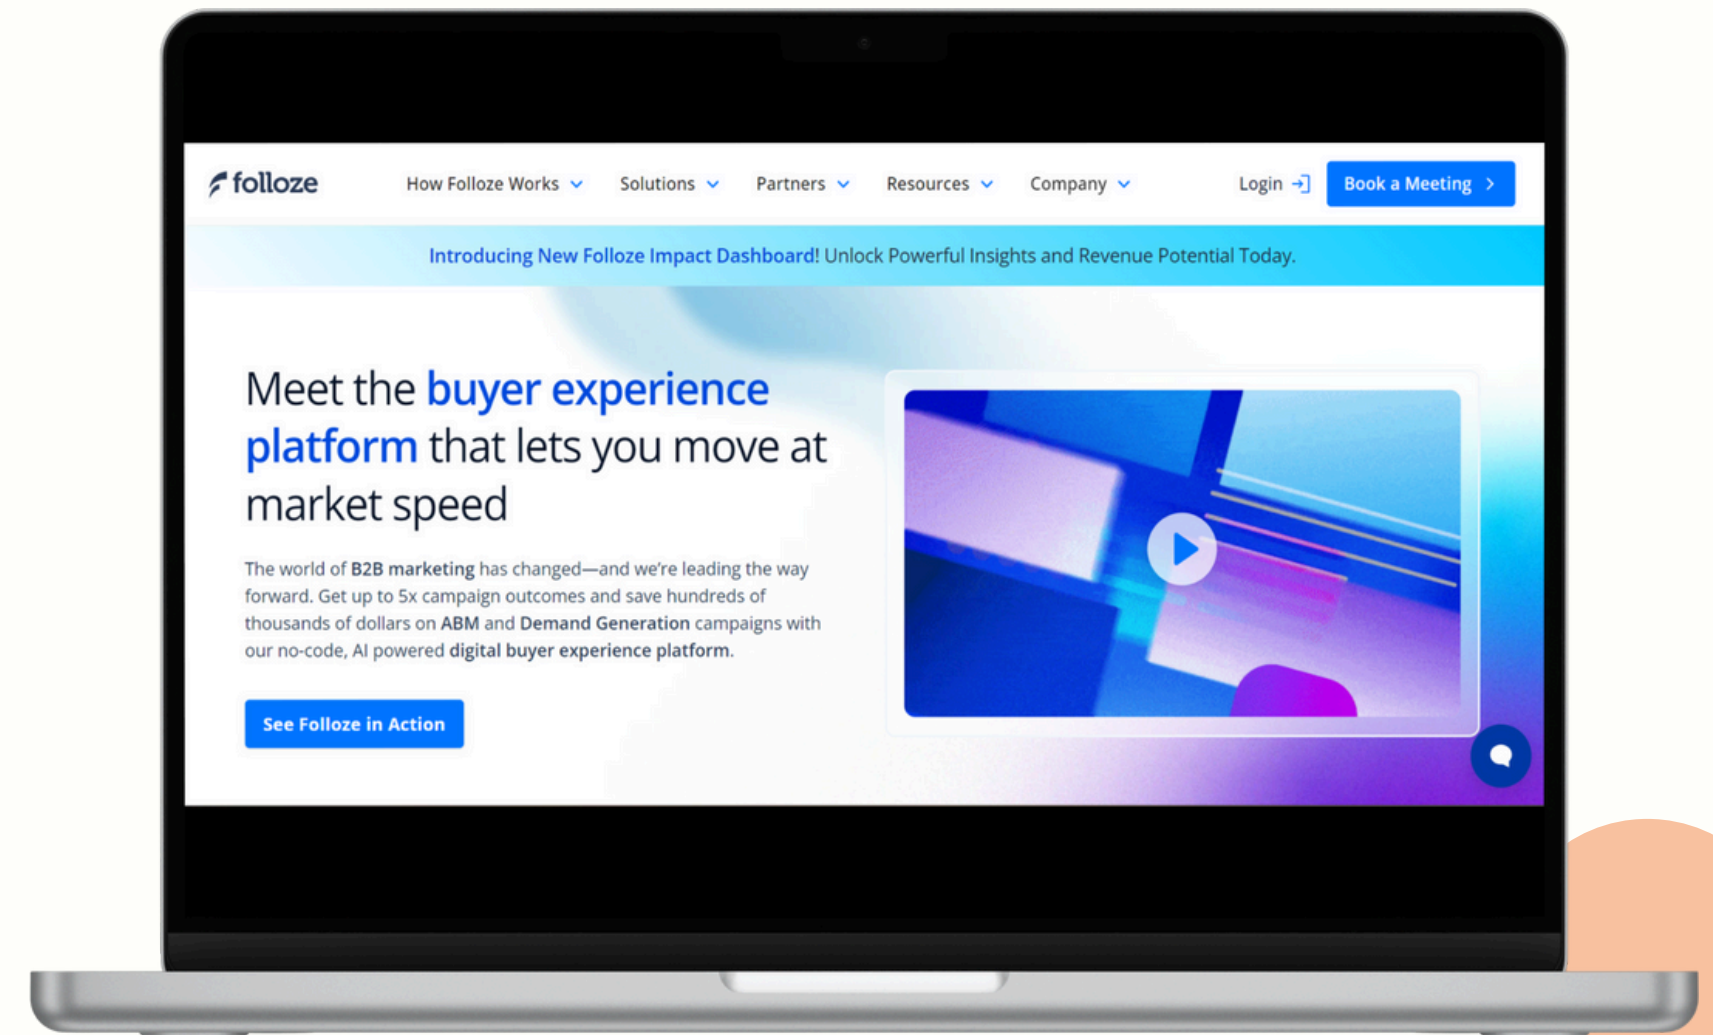 folloze
How Folloze Works
Solutions
Partners
Resources
Company
Login
Book a Meeting
Introducing New Folloze Impact Dashboard! Unlock Powerful Insights and Revenue Potential Today.
Meet the buyer experience
platform that lets you move at
market speed
The world of B2B marketing has changed—and we're leading the way
forward. Get up to 5x campaign outcomes and save hundreds of
thousands of dollars on ABM and Demand Generation campaigns with
our no-code, AI powered digital buyer experience platform.
See Folloze in Action